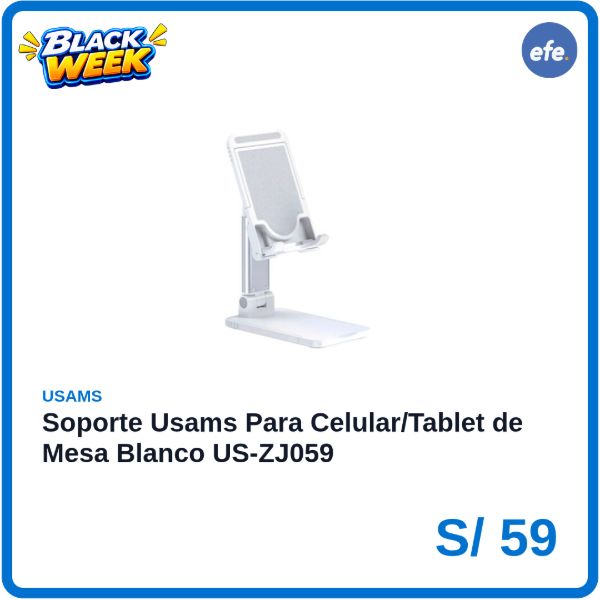 BLACK
WEEK
efe.
USAMS
Soporte Usams Para Celular/Tablet de
Mesa Blanco US-ZJ059
S/ 59